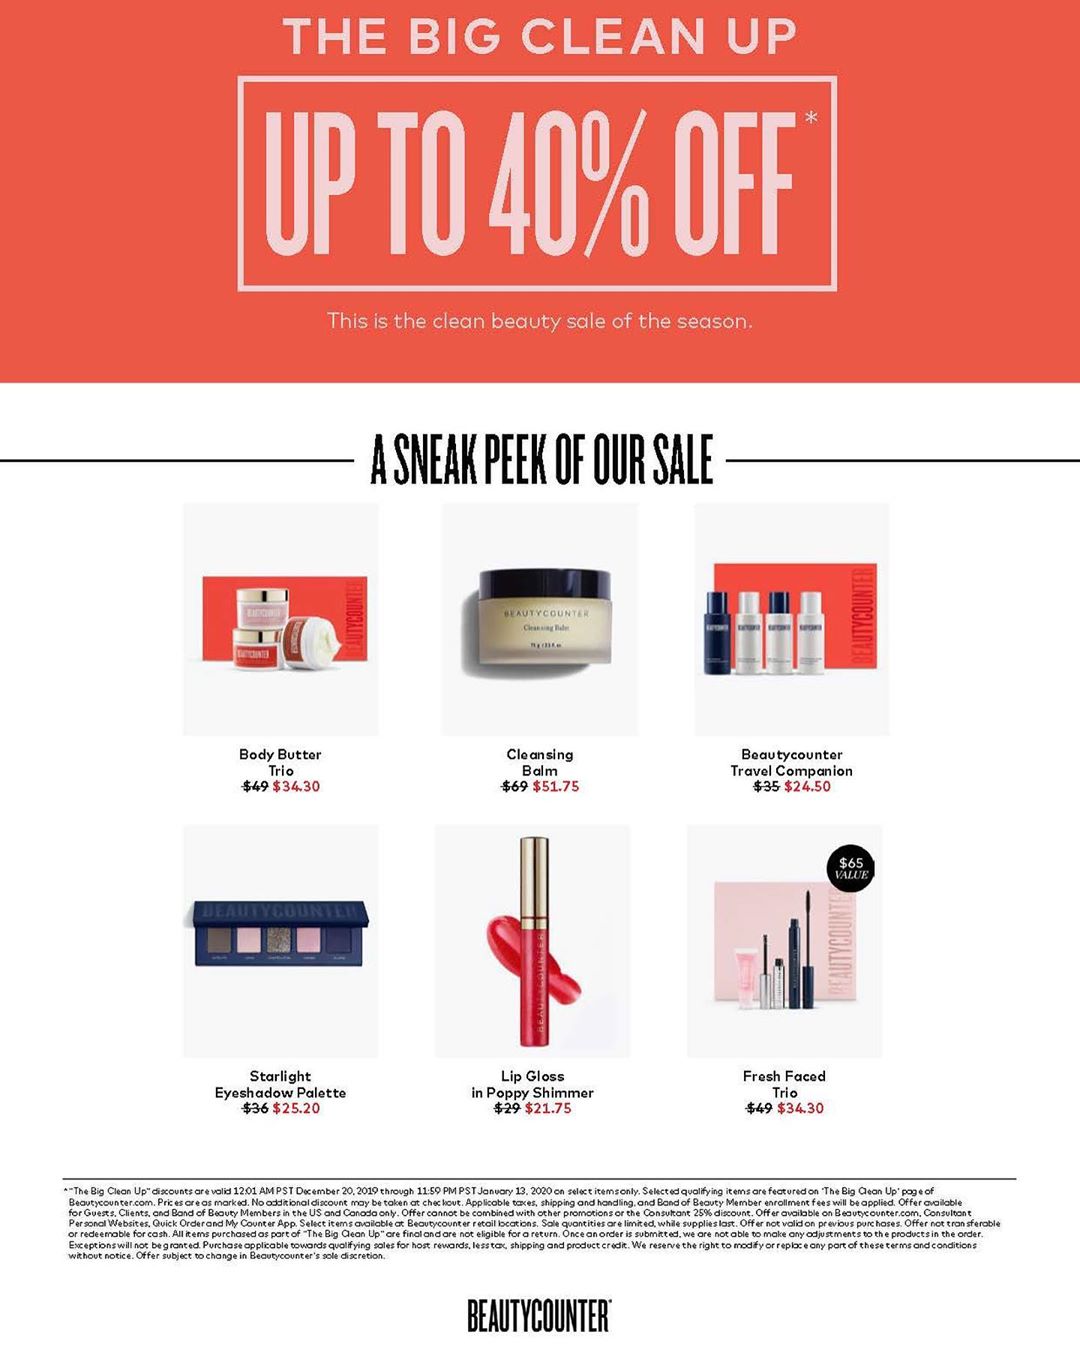 THE BIG CLEAN UP
UP TO 40% OFF*
This is the clean beauty sale of the season.
A SNEAK PEEK OF OUR SALE
BEAUTYCOUNTER
BEAUTYCOUNTER
BEAUTYCOUNTER
BEAUTYCOUNTER
Cleansing Balm
BEAUTYCOUNTER
BEAUTYCOUNTER
BEAUTYCOUNTER
BEAUTYCOUNTER
BEAUTYCOUNTER
Body Butter
Trio
$49 $34.30
Cleansing
Balm
$69 $51.75
Beautycounter
Travel Companion
$35 $24.50
BEAUTYCOUNTER
BEAUTYCOUNTER
$65
VALUE
BEAUTYCOUNTER
Starlight
Eyeshadow Palette
$36 $25.20
Lip Gloss
in Poppy Shimmer
$29 $21.75
Fresh Faced
Trio
$49 $34.30
*"The Big Clean Up" discounts are valid 12:01 AM PST December 20, 2019 through 11:59 PM PST January 13, 2020 on select items only. Selected qualifying items are featured on 'The Big Clean Up' page of
Beautycounter.com. Prices are as marked. No additional discount may be taken at checkout. Applicable taxes, shipping and handling, and Band of Beauty Member enrollment fees will be applied. Offer available
for Guests, Clients, and Band of Beauty Members in the US and Canada only. Offer cannot be combined with other promotions or the Consultant 25% discount. Offer available on Beautycounter.com, Consultant
Personal Websites, Quick Order and My Counter App. Select items available at Beautycounter retail locations. Sale quantities are limited, while supplies last. Offer not valid on previous purchases. Offer not transferable
or redeemable for cash. All items purchased as part of "The Big Clean Up" are final and are not eligible for a return. Once an order is submitted, we are not able to make any adjustments to the products in the order.
Exceptions will not be granted. Purchase applicable towards qualifying sales for host rewards, less tax, shipping and product credit. We reserve the right to modify or replace any part of these terms and conditions
without notice. Offer subject to change in Beautycounter's sole discretion.
BEAUTYCOUNTER